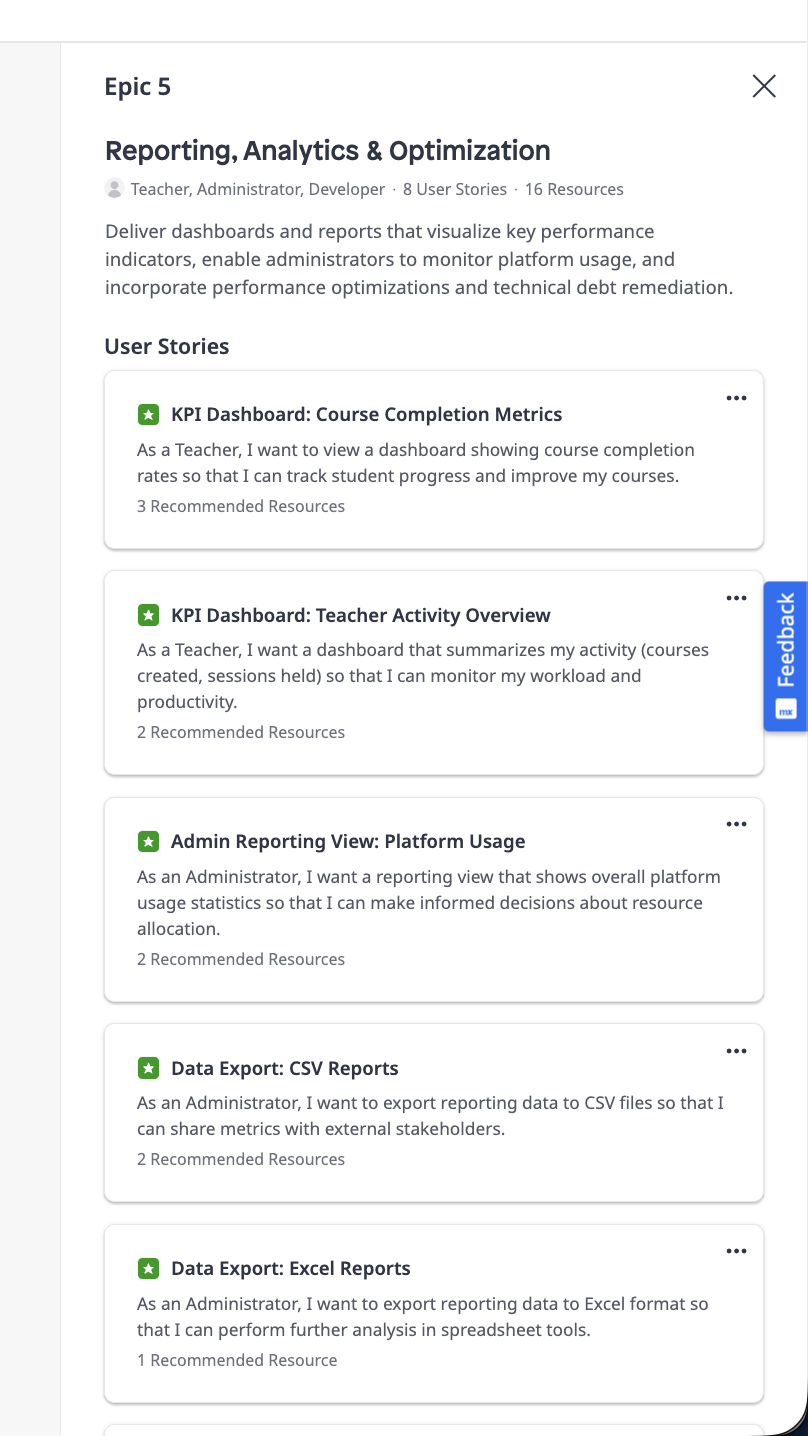 Epic 5
Reporting, Analytics & Optimization
Teacher, Administrator, Developer · 8 User Stories · 16 Resources
Deliver dashboards and reports that visualize key performance
indicators, enable administrators to monitor platform usage, and
incorporate performance optimizations and technical debt remediation.
User Stories
KPI Dashboard: Course Completion Metrics
As a Teacher, I want to view a dashboard showing course completion
rates so that I can track student progress and improve my courses.
3 Recommended Resources
KPI Dashboard: Teacher Activity Overview
As a Teacher, I want a dashboard that summarizes my activity (courses
created, sessions held) so that I can monitor my workload and
productivity.
2 Recommended Resources
Feedback
mx
Admin Reporting View: Platform Usage
As an Administrator, I want a reporting view that shows overall platform
usage statistics so that I can make informed decisions about resource
allocation.
2 Recommended Resources
Data Export: CSV Reports
As an Administrator, I want to export reporting data to CSV files so that I
can share metrics with external stakeholders.
2 Recommended Resources
Data Export: Excel Reports
As an Administrator, I want to export reporting data to Excel format so
that I can perform further analysis in spreadsheet tools.
1 Recommended Resource